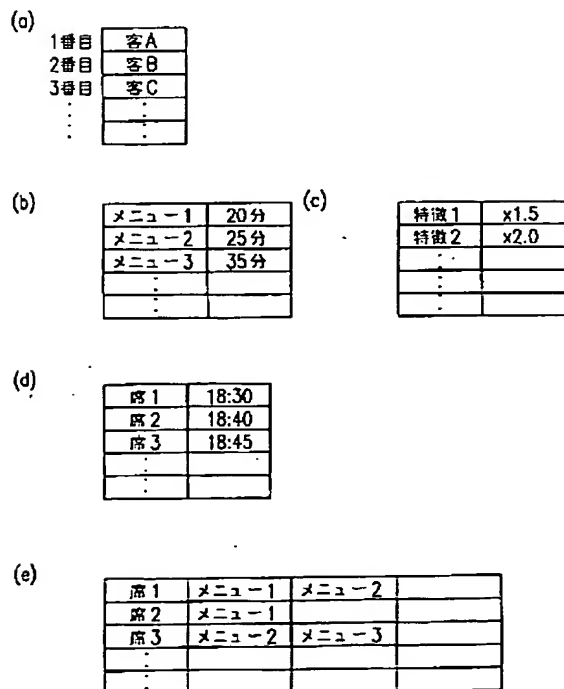 (a)
1番目 客A
2番目 客B
3番目 客C
(b)
メニュー1 20分
メニュー2 25分
メニュー3 35分
(c)
特徴1 x1.5
特徴2 x2.0
(d)
席1 18:30
席2 18:40
席3 18:45
(e)
席1 メニュー1 メニュー2
席2 メニュー1
席3 メニュー2 メニュー3